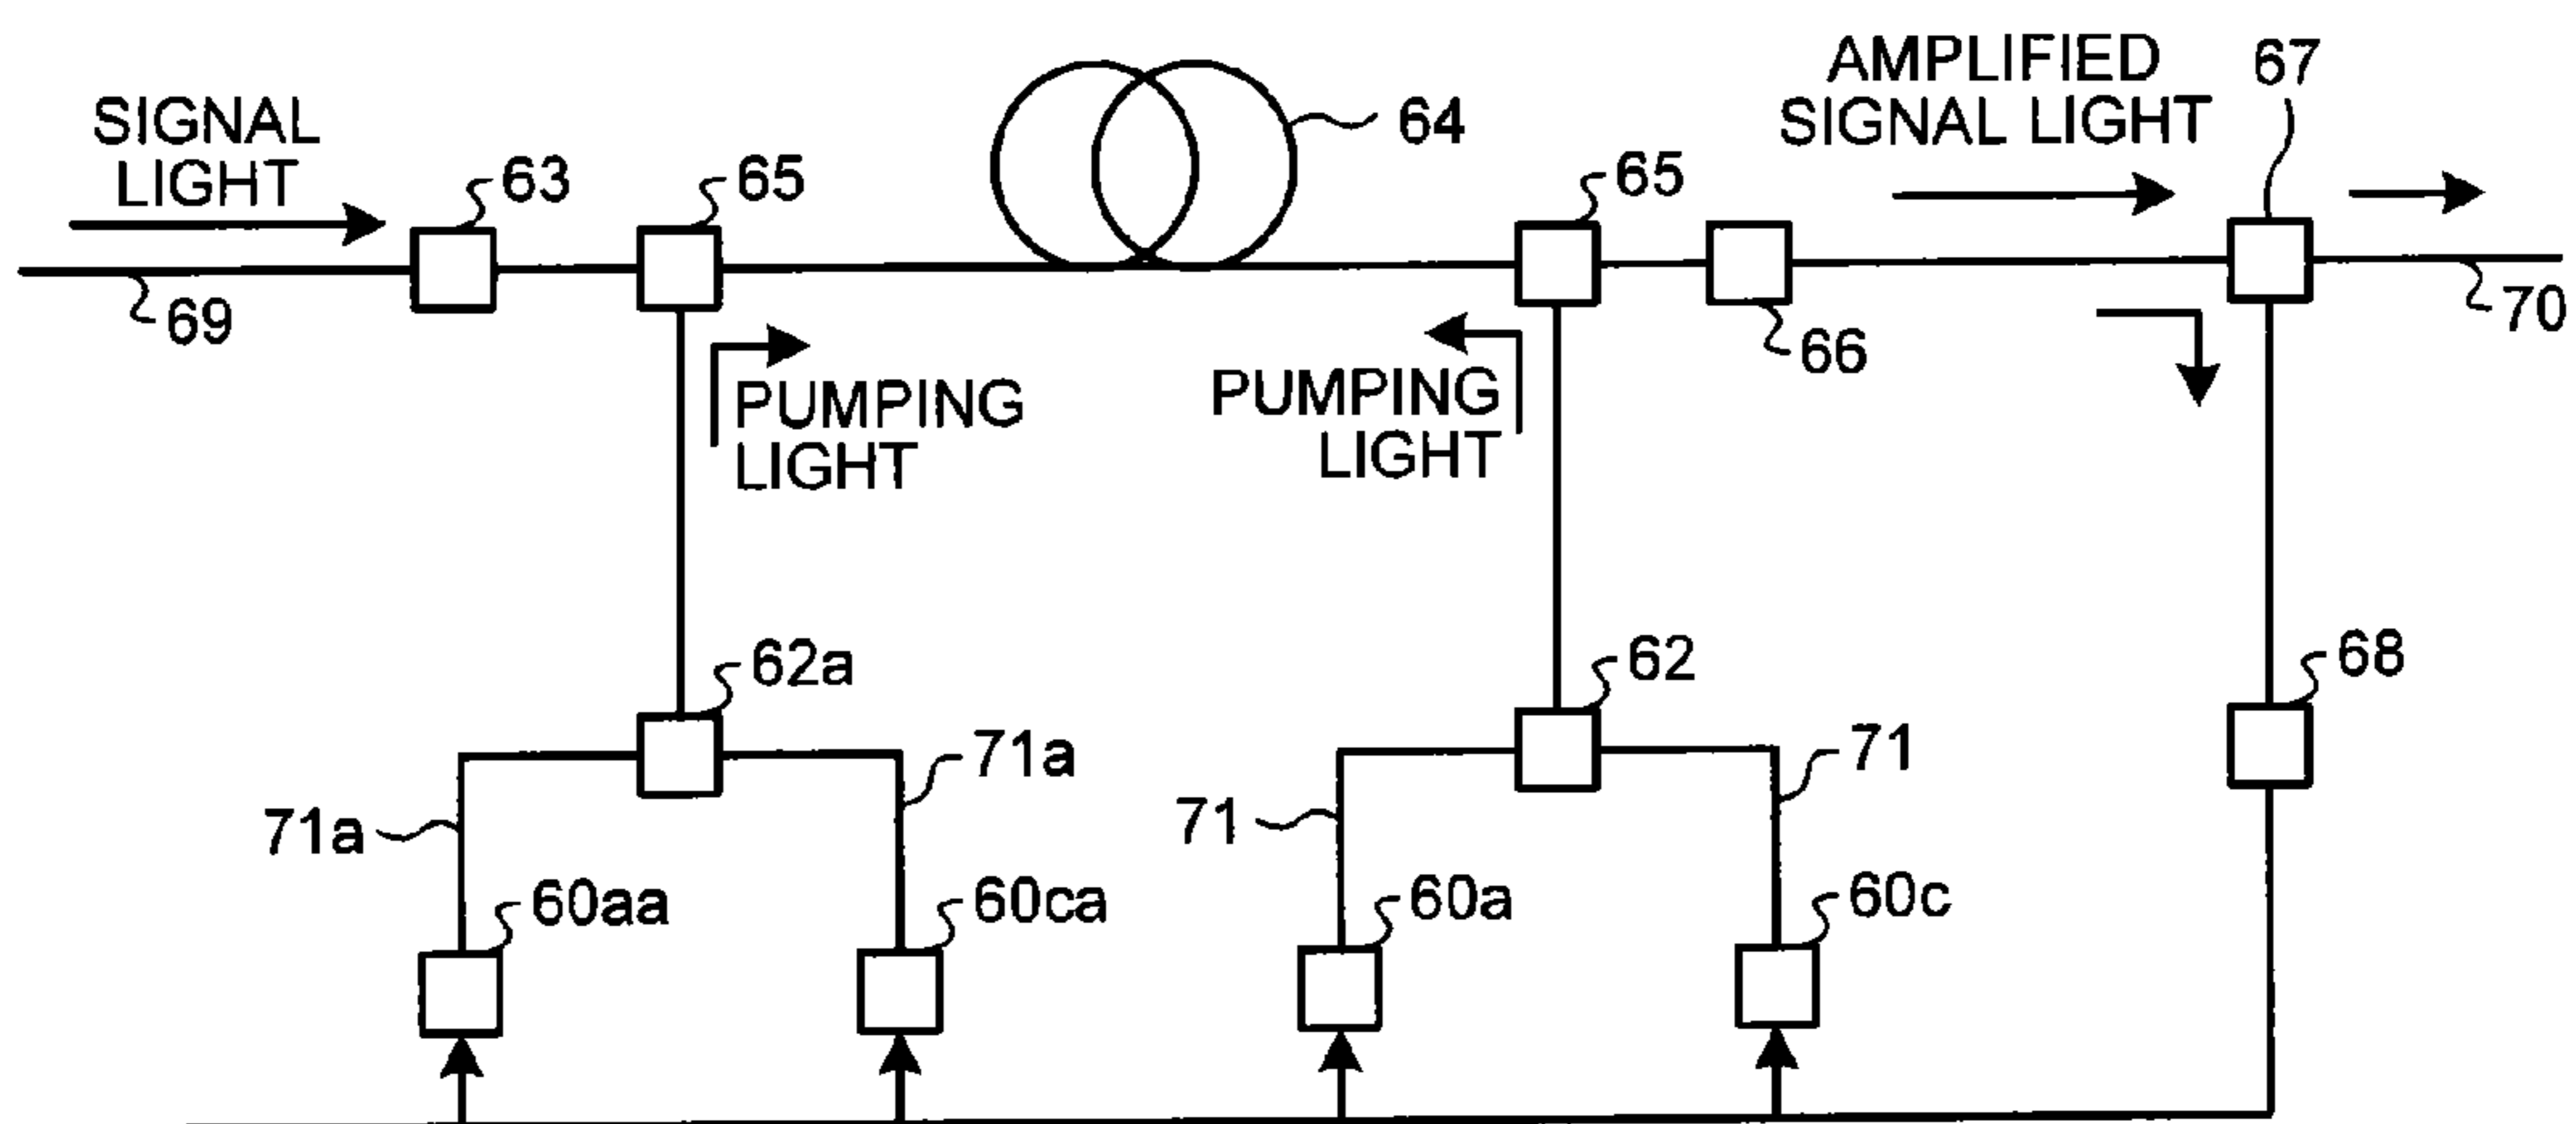 SIGNAL
LIGHT
63
65
64
65
AMPLIFIED
SIGNAL LIGHT
67
69
66
70
PUMPING
LIGHT
PUMPING
LIGHT
62a
62
68
71a
71a
71
71
60aa
60ca
60a
60c